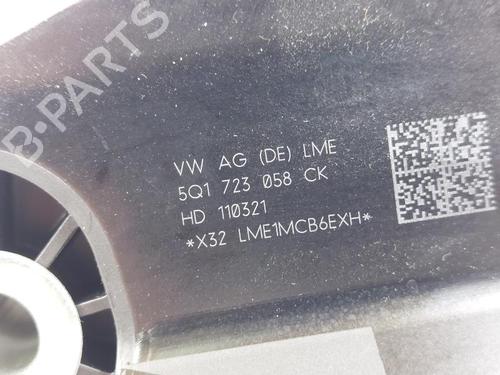 B-PARTS
VW AG (DE) LME
5Q1 723 058 CK
HD 110321
*X32 LME1MCB6EXH*